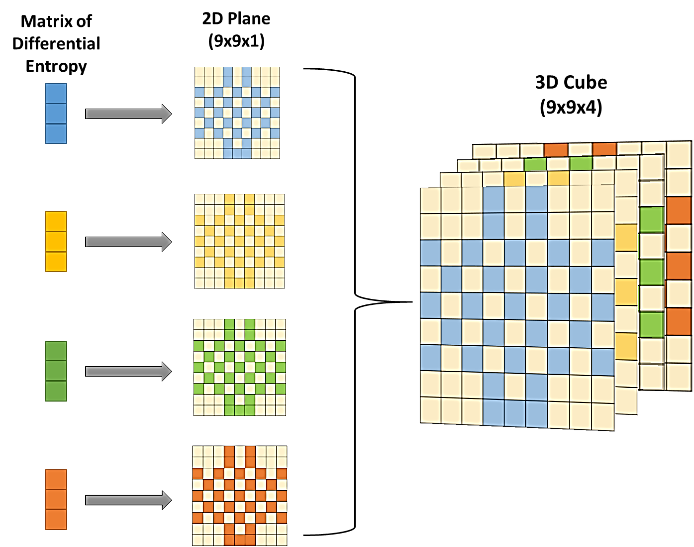 Matrix of
Differential
Entropy
2D Plane
(9x9x1)
3D Cube
(9x9x4)